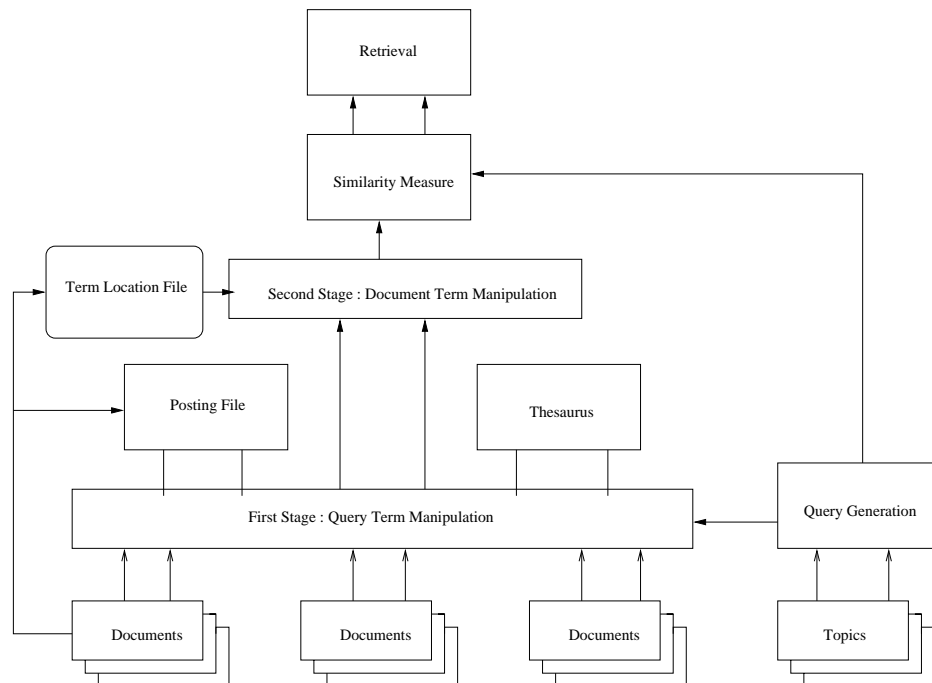 Retrieval
Similarity Measure
Term Location File
Second Stage : Document Term Manipulation
Posting File
Thesaurus
First Stage : Query Term Manipulation
Query Generation
Documents
Documents
Documents
Topics